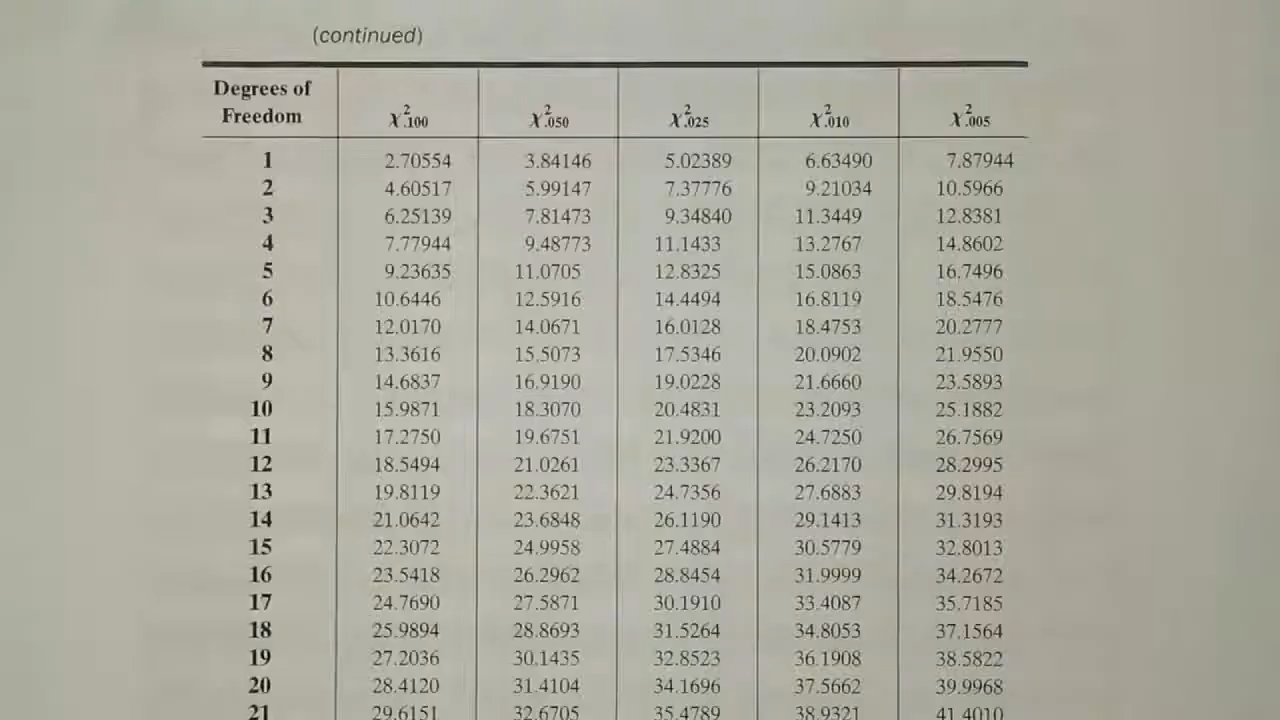 (continued)
Degrees of Freedom χ².100 χ².050 χ².025 χ².010 χ².005
1 2.70554 3.84146 5.02389 6.63490 7.87944
2 4.60517 5.99147 7.37776 9.21034 10.5966
3 6.25139 7.81473 9.34840 11.3449 12.8381
4 7.77944 9.48773 11.1433 13.2767 14.8602
5 9.23635 11.0705 12.8325 15.0863 16.7496
6 10.6446 12.5916 14.4494 16.8119 18.5476
7 12.0170 14.0671 16.0128 18.4753 20.2777
8 13.3616 15.5073 17.5346 20.0902 21.9550
9 14.6837 16.9190 19.0228 21.6660 23.5893
10 15.9871 18.3070 20.4831 23.2093 25.1882
11 17.2750 19.6751 21.9200 24.7250 26.7569
12 18.5494 21.0261 23.3367 26.2170 28.2995
13 19.8119 22.3621 24.7356 27.6883 29.8194
14 21.0642 23.6848 26.1190 29.1413 31.3193
15 22.3072 24.9958 27.4884 30.5779 32.8013
16 23.5418 26.2962 28.8454 31.9999 34.2672
17 24.7690 27.5871 30.1910 33.4087 35.7185
18 25.9894 28.8693 31.5264 34.8053 37.1564
19 27.2036 30.1435 32.8523 36.1908 38.5822
20 28.4120 31.4104 34.1696 37.5662 39.9968
21 29.6151 32.6705 35.4789 38.9321 41.4010